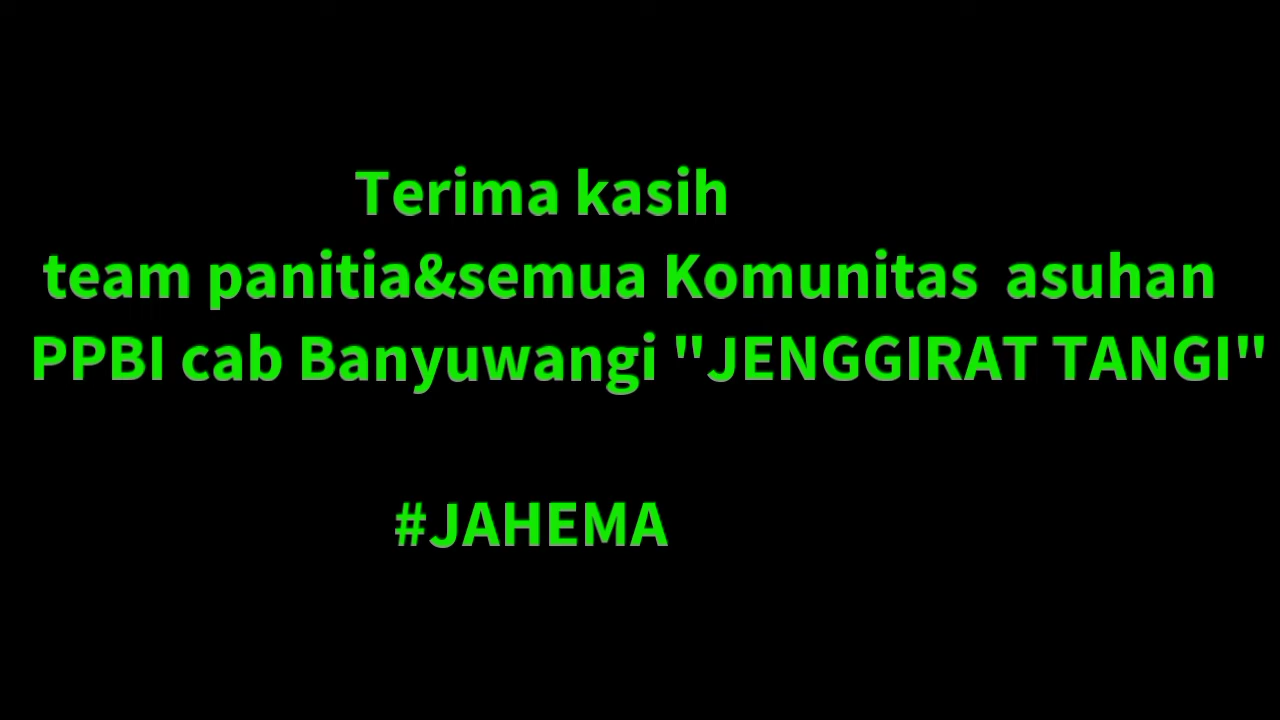 Terima kasih
team panitia&semua Komunitas asuhan
PPBI cab Banyuwangi "JENGGIRAT TANGI"
#JAHEMA